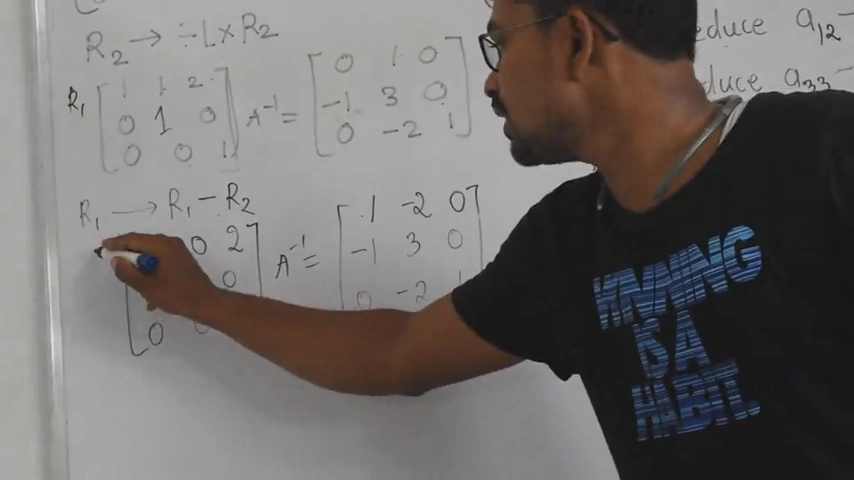 R₂ → ÷ -1 × R₂
educe a₁₂ -
R₁ [ 1 1 2
0 1 0
0 0 1 ] A⁻¹ = [ 0 1 0
-1 3 0
0 -2 1 ]
duce a₃₃ -
R₁ → R₁ - R₂
0 2
0
0 ] A⁻¹ = [ 1 -2 0
-1 3 0
0 -2 1
WINNING
IS A
HABIT.